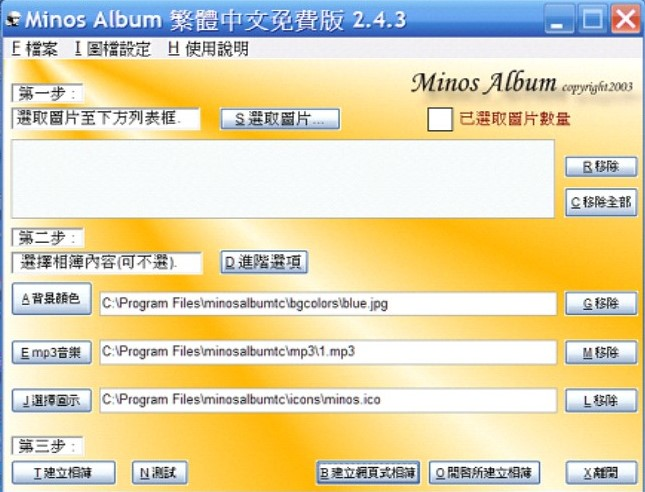 Minos Album 繁體中文免費版 2.4.3
F 檔案 I 圖檔設定 H 使用說明
Minos Album copyright2003
第一步：
選取圖片至下方列表框. S 選取圖片... 已選取圖片數量
R 移除
C 移除全部
第二步：
選擇相簿內容(可不選). D 進階選項
A 背景顏色 C:\Program Files\minosalbumtc\bgcolors\blue.jpg G 移除
E mp3音樂 C:\Program Files\minosalbumtc\mp3\1.mp3 M 移除
J 選擇圖示 C:\Program Files\minosalbumtc\icons\minos.ico L 移除
第三步：
T 建立相簿 N 測試 B 建立網頁式相簿 O 開啟所建立相簿 X 離開